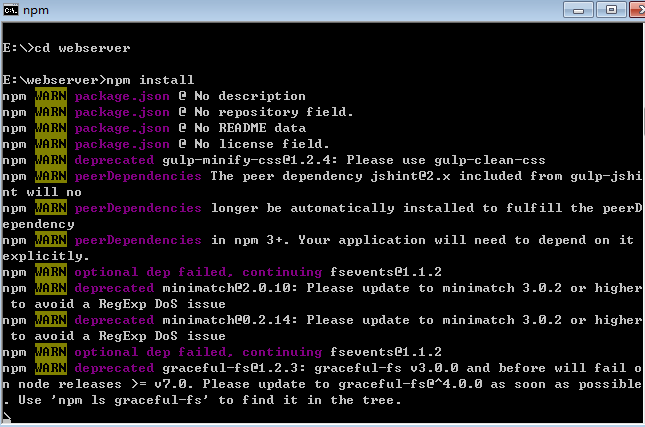 npm
E:\>cd webserver
E:\webserver>npm install
npm WARN package.json @ No description
npm WARN package.json @ No repository field.
npm WARN package.json @ No README data
npm WARN package.json @ No license field.
npm WARN deprecated gulp-minify-css@1.2.4: Please use gulp-clean-css
npm WARN peerDependencies The peer dependency jshint@2.x included from gulp-jshi
nt will no
npm WARN peerDependencies longer be automatically installed to fulfill the peerD
ependency
npm WARN peerDependencies in npm 3+. Your application will need to depend on it
explicitly.
npm WARN optional dep failed, continuing fsevents@1.1.2
npm WARN deprecated minimatch@2.0.10: Please update to minimatch 3.0.2 or higher
 to avoid a RegExp DoS issue
npm WARN deprecated minimatch@0.2.14: Please update to minimatch 3.0.2 or higher
 to avoid a RegExp DoS issue
npm WARN optional dep failed, continuing fsevents@1.1.2
npm WARN deprecated graceful-fs@1.2.3: graceful-fs v3.0.0 and before will fail o
n node releases >= v7.0. Please update to graceful-fs@^4.0.0 as soon as possible
. Use 'npm ls graceful-fs' to find it in the tree.
\